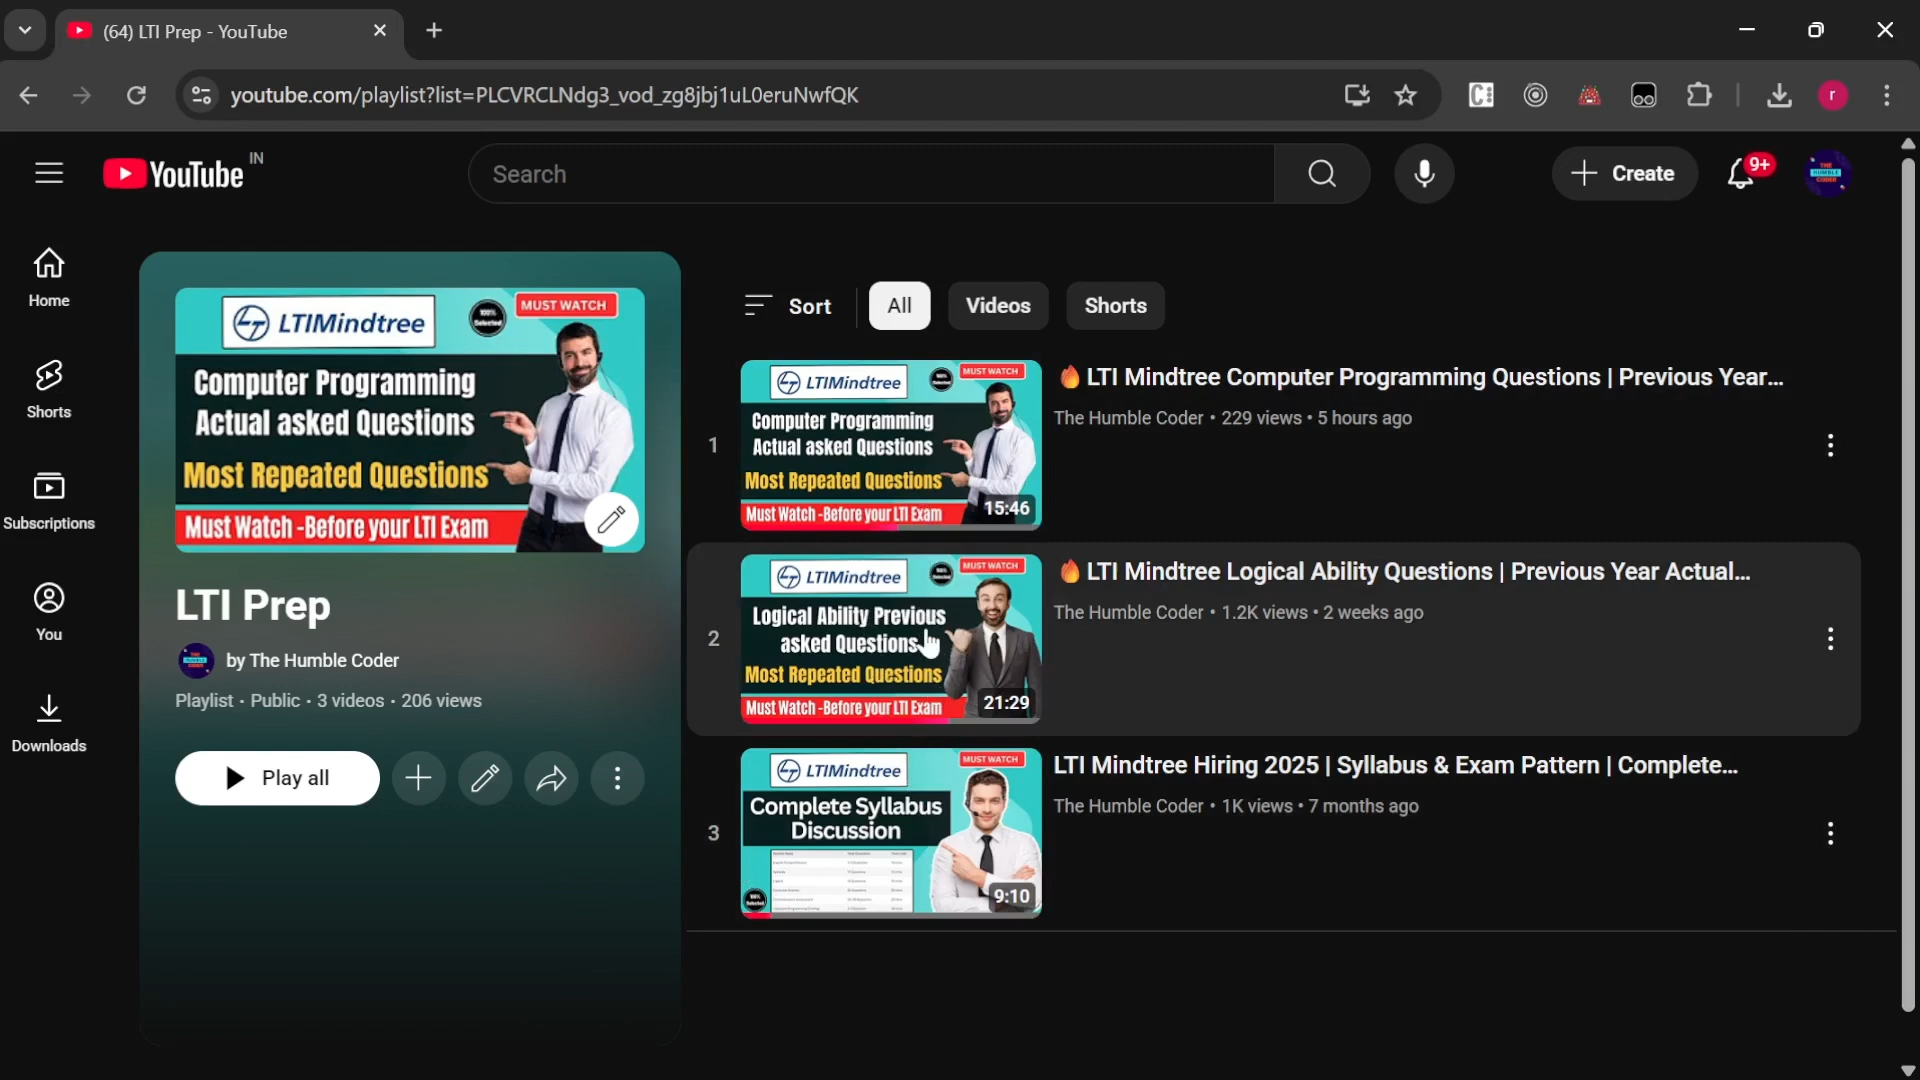 (64) LTI Prep - YouTube
youtube.com/playlist?list=PLCVRCLNdg3_vod_zg8jbj1uL0eruNwfQK
r
YouTube IN
Search
Create
9+
THE HUMBLE CODER
Home
Shorts
Subscriptions
You
Downloads
LTIMindtree
100% Selected
MUST WATCH
Computer Programming
Actual asked Questions
Most Repeated Questions
Must Watch -Before your LTI Exam
LTI Prep
by The Humble Coder
Playlist • Public • 3 videos • 206 views
Play all
Sort
All
Videos
Shorts
1
LTIMindtree
MUST WATCH
Computer Programming
Actual asked Questions
Most Repeated Questions
Must Watch -Before your LTI Exam
15:46
🔥 LTI Mindtree Computer Programming Questions | Previous Year...
The Humble Coder • 229 views • 5 hours ago
2
LTIMindtree
MUST WATCH
Logical Ability Previous
asked Questions
Most Repeated Questions
Must Watch -Before your LTI Exam
21:29
🔥 LTI Mindtree Logical Ability Questions | Previous Year Actual...
The Humble Coder • 1.2K views • 2 weeks ago
3
LTIMindtree
MUST WATCH
Complete Syllabus
Discussion
9:10
LTI Mindtree Hiring 2025 | Syllabus & Exam Pattern | Complete...
The Humble Coder • 1K views • 7 months ago